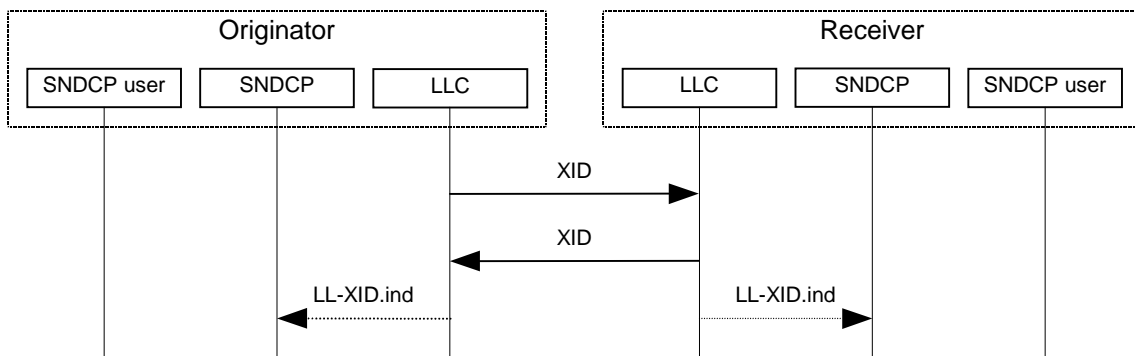 Originator
Receiver
SNDCP user
SNDCP
LLC
LLC
SNDCP
SNDCP user
XID
XID
LL-XID.ind
LL-XID.ind